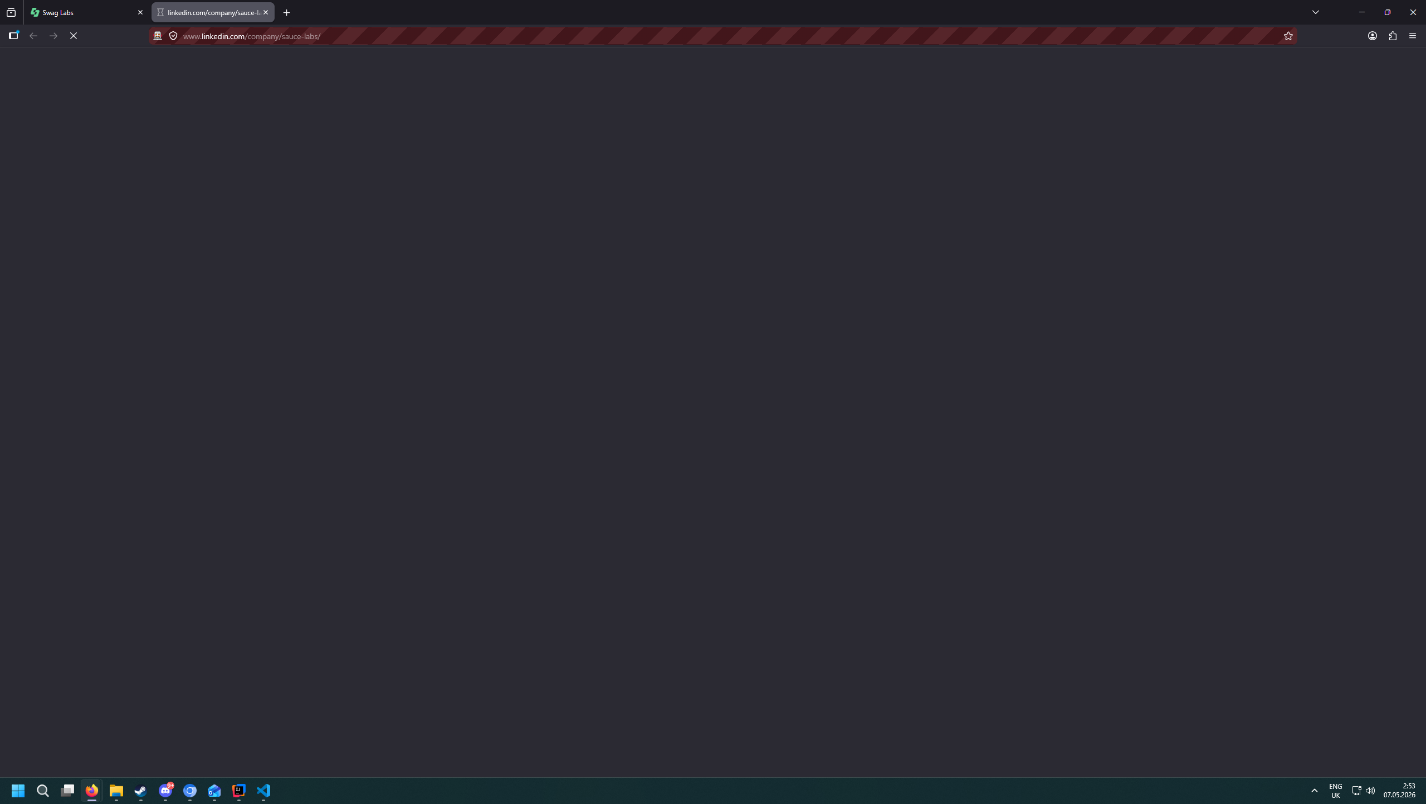 Swag Labs
linkedin.com/company/sauce-l
www.linkedin.com/company/sauce-labs/
9+
ENG
UK
2:53
07.05.2026